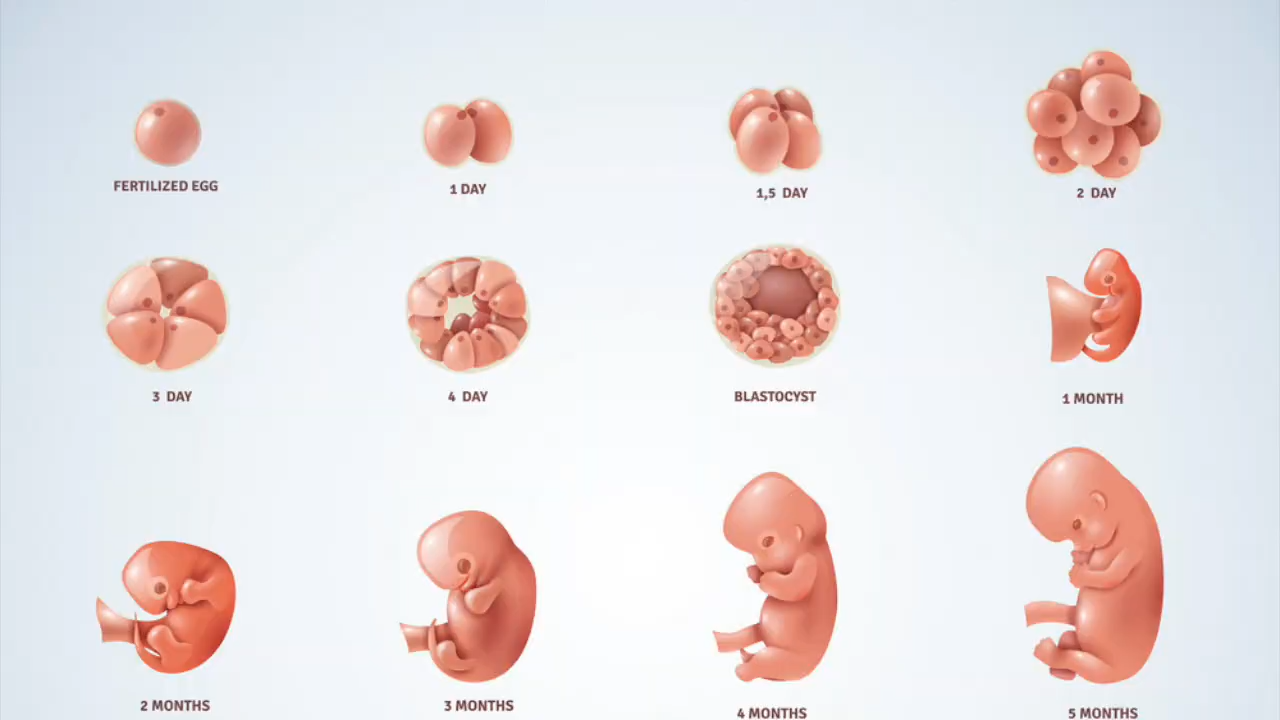 FERTILIZED EGG
1 DAY
1,5 DAY
2 DAY
3 DAY
4 DAY
BLASTOCYST
1 MONTH
2 MONTHS
3 MONTHS
4 MONTHS
5 MONTHS